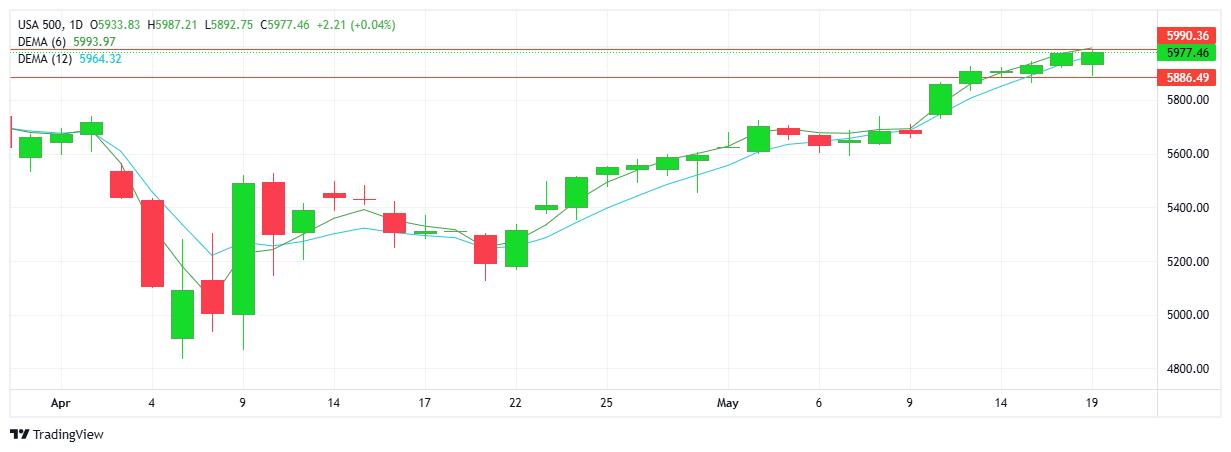 USA 500, 1D O5933.83 H5987.21 L5892.75 C5977.46 +2.21 (+0.04%)
DEMA (6) 5993.97
DEMA (12) 5964.32
5990.36
5977.46
5886.49
5800.00
5600.00
5400.00
5200.00
5000.00
4800.00
Apr 4 9 14 17 22 25 May 6 9 14 19
TradingView